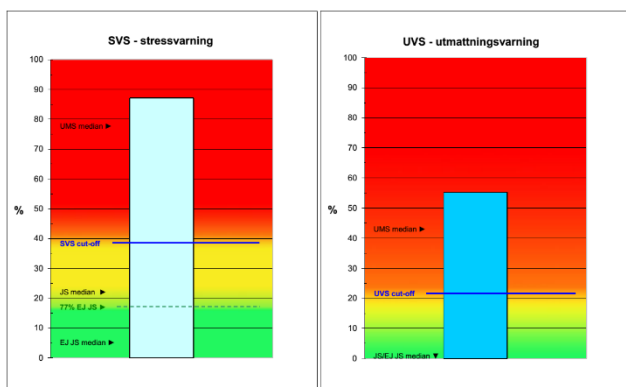 SVS - stressvarning
100
90
80
UMS median ►
70
60
50
%
40
SVS cut-off
30
JS median ►
20
77% EJ JS ►
10
EJ JS median ►
0
UVS - utmattningsvarning
100
90
80
70
60
50
%
UMS median ►
40
30
UVS cut-off
20
10
JS/EJ JS median ▼
0